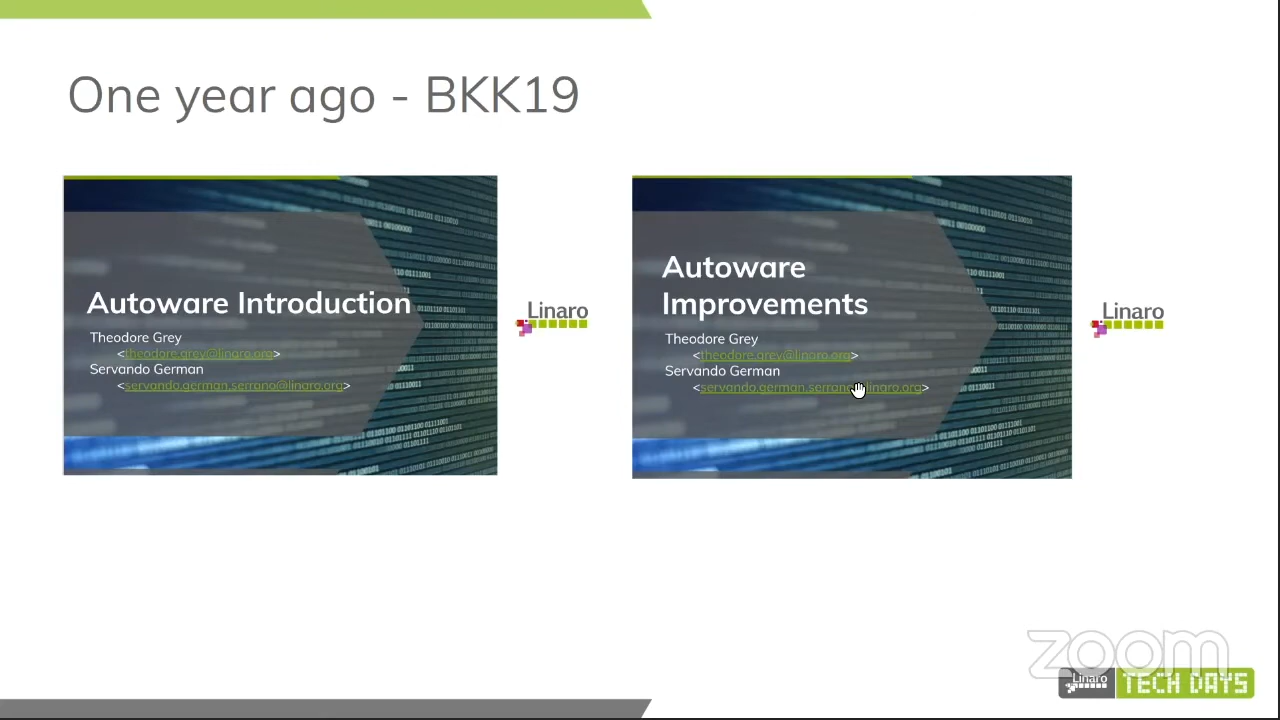 One year ago - BKK19
Autoware Introduction
Theodore Grey
<theodore.grey@linaro.org>
Servando German
<servando.german.serrano@linaro.org>
Linaro
Autoware
Improvements
Theodore Grey
<theodore.grey@linaro.org>
Servando German
<servando.german.serrano@linaro.org>
Linaro
zoom
Linaro
TECH DAYS